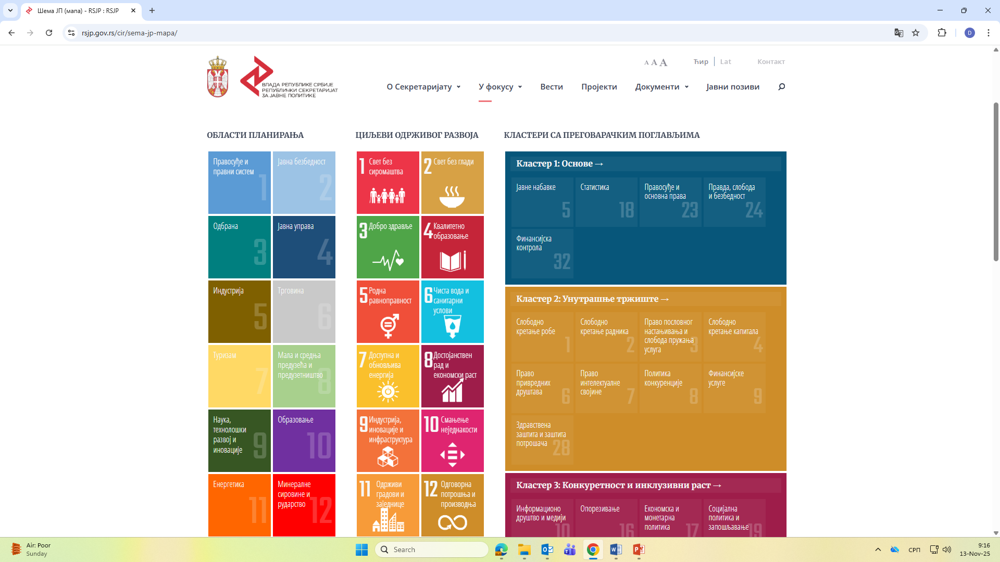 Шема ЈП (мапа) - RSJP : RSJP
rsjp.gov.rs/cir/sema-jp-mapa/
D
ВЛАДА РЕПУБЛИКЕ СРБИЈЕ
РЕПУБЛИЧКИ СЕКРЕТАРИЈАТ
ЗА ЈАВНЕ ПОЛИТИКЕ
A A A
Ћир | Lat
Контакт
О Секретаријату
У фокусу
Вести
Пројекти
Документи
Јавни позиви
ОБЛАСТИ ПЛАНИРАЊА
Правосуђе и
правни систем
1
Јавна безбедност
2
Одбрана
3
Јавна управа
4
Индустрија
5
Трговина
6
Туризам
7
Мала и средња
предузећа и
предузетништво
8
Наука,
технолошки
развој и
иновације
9
Образовање
10
Енергетика
11
Минералне
сировине и
рударство
12
ЦИЉЕВИ ОДРЖИВОГ РАЗВОЈА
1 Свет без
сиромаштва
2 Свет без глади
3 Добро здравље
4 Квалитетно
образовање
5 Родна
равноправност
6 Чиста вода и
санитарни
услови
7 Доступна и
обновљива
енергија
8 Достојанствен
рад и
економски раст
9 Индустрија,
иновације и
инфраструктура
10 Смањење
неједнакости
11 Одрживи
градови и
заједнице
12 Одговорна
потрошња и
производња
КЛАСТЕРИ СА ПРЕГОВАРАЧКИМ ПОГЛАВЉИМА
Кластер 1: Основе →
Јавне набавке
5
Статистика
18
Правосуђе и
основна права
23
Правда, слобода
и безбедност
24
Финансијска
контрола
32
Кластер 2: Унутрашње тржиште →
Слободно
кретање робе
1
Слободно
кретање радника
2
Право пословног
настањивања и
слобода пружања
услуга
3
Слободно
кретање капитала
4
Право
привредних
друштава
6
Право
интелектуалне
својине
7
Политика
конкуренције
8
Финансијске
услуге
9
Здравствена
заштита и заштита
потрошача
28
Кластер 3: Конкуретност и инклузивни раст →
Информационо
друштво и медији
10
Опорезивање
16
Економска и
монетарна
политика
17
Социјална
политика и
запошљавање
19
Air: Poor
Sunday
Search
СРП
9:16
13-Nov-25